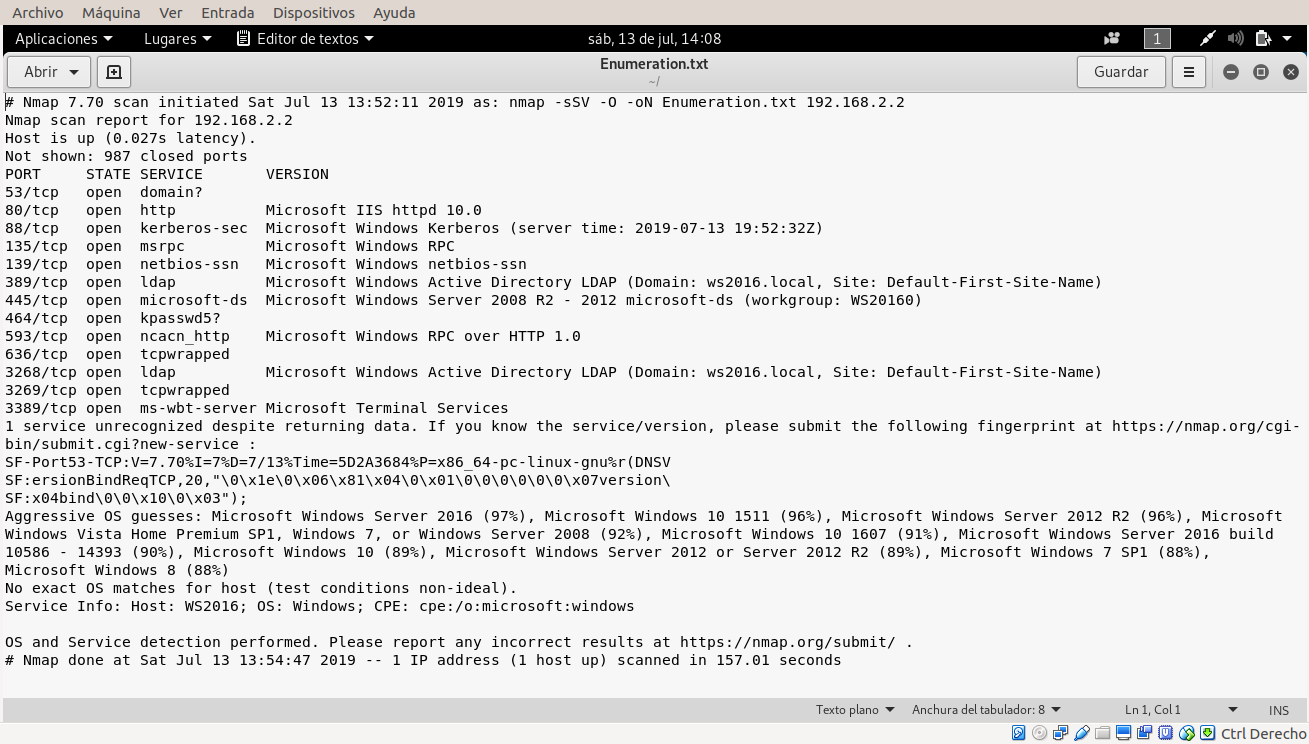 Archivo Máquina Ver Entrada Dispositivos Ayuda
Aplicaciones Lugares Editor de textos sáb, 13 de jul, 14:08 1
Abrir Enumeration.txt Guardar
~/
# Nmap 7.70 scan initiated Sat Jul 13 13:52:11 2019 as: nmap -sSV -O -oN Enumeration.txt 192.168.2.2
Nmap scan report for 192.168.2.2
Host is up (0.027s latency).
Not shown: 987 closed ports
PORT     STATE SERVICE       VERSION
53/tcp   open  domain?
80/tcp   open  http          Microsoft IIS httpd 10.0
88/tcp   open  kerberos-sec  Microsoft Windows Kerberos (server time: 2019-07-13 19:52:32Z)
135/tcp  open  msrpc         Microsoft Windows RPC
139/tcp  open  netbios-ssn   Microsoft Windows netbios-ssn
389/tcp  open  ldap          Microsoft Windows Active Directory LDAP (Domain: ws2016.local, Site: Default-First-Site-Name)
445/tcp  open  microsoft-ds  Microsoft Windows Server 2008 R2 - 2012 microsoft-ds (workgroup: WS20160)
464/tcp  open  kpasswd5?
593/tcp  open  ncacn_http    Microsoft Windows RPC over HTTP 1.0
636/tcp  open  tcpwrapped
3268/tcp open  ldap          Microsoft Windows Active Directory LDAP (Domain: ws2016.local, Site: Default-First-Site-Name)
3269/tcp open  tcpwrapped
3389/tcp open  ms-wbt-server Microsoft Terminal Services
1 service unrecognized despite returning data. If you know the service/version, please submit the following fingerprint at https://nmap.org/cgi-
bin/submit.cgi?new-service :
SF-Port53-TCP:V=7.70%I=7%D=7/13%Time=5D2A3684%P=x86_64-pc-linux-gnu%r(DNSV
SF:ersionBindReqTCP,20,"\0\x1e\0\x06\x81\x04\0\x01\0\0\0\0\0\0\x07version\
SF:x04bind\0\0\x10\0\x03");
Aggressive OS guesses: Microsoft Windows Server 2016 (97%), Microsoft Windows 10 1511 (96%), Microsoft Windows Server 2012 R2 (96%), Microsoft
Windows Vista Home Premium SP1, Windows 7, or Windows Server 2008 (92%), Microsoft Windows 10 1607 (91%), Microsoft Windows Server 2016 build
10586 - 14393 (90%), Microsoft Windows 10 (89%), Microsoft Windows Server 2012 or Server 2012 R2 (89%), Microsoft Windows 7 SP1 (88%),
Microsoft Windows 8 (88%)
No exact OS matches for host (test conditions non-ideal).
Service Info: Host: WS2016; OS: Windows; CPE: cpe:/o:microsoft:windows
OS and Service detection performed. Please report any incorrect results at https://nmap.org/submit/ .
# Nmap done at Sat Jul 13 13:54:47 2019 -- 1 IP address (1 host up) scanned in 157.01 seconds
Texto plano Anchura del tabulador: 8 Ln 1, Col 1 INS
Ctrl Derecho